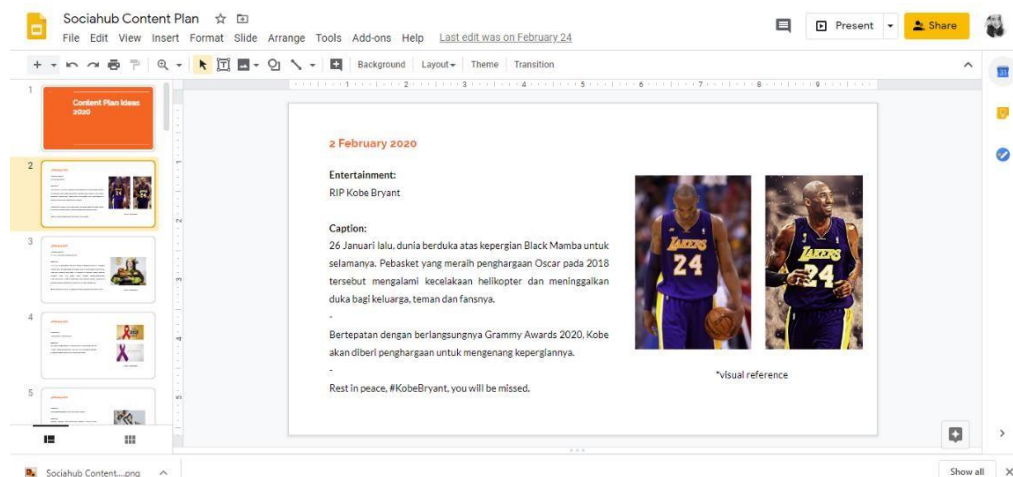 Sociahub Content Plan
File Edit View Insert Format Slide Arrange Tools Add-ons Help Last edit was on February 24
Present
Share
Background Layout Theme Transition
1
Content Plan Ideas
2020
2
3
4
5
2 February 2020
Entertainment:
RIP Kobe Bryant
Caption:
26 Januari lalu, dunia berduka atas kepergian Black Mamba untuk
selamanya. Pebasket yang meraih penghargaan Oscar pada 2018
tersebut mengalami kecelakaan helikopter dan meninggalkan
duka bagi keluarga, teman dan fansnya.
-
Bertepatan dengan berlangsungnya Grammy Awards 2020, Kobe
akan diberi penghargaan untuk mengenang kepergiannya.
-
Rest in peace, #KobeBryant, you will be missed.
LAKERS
24
LAKERS
24
*visual reference
Sociahub Content....png
Show all